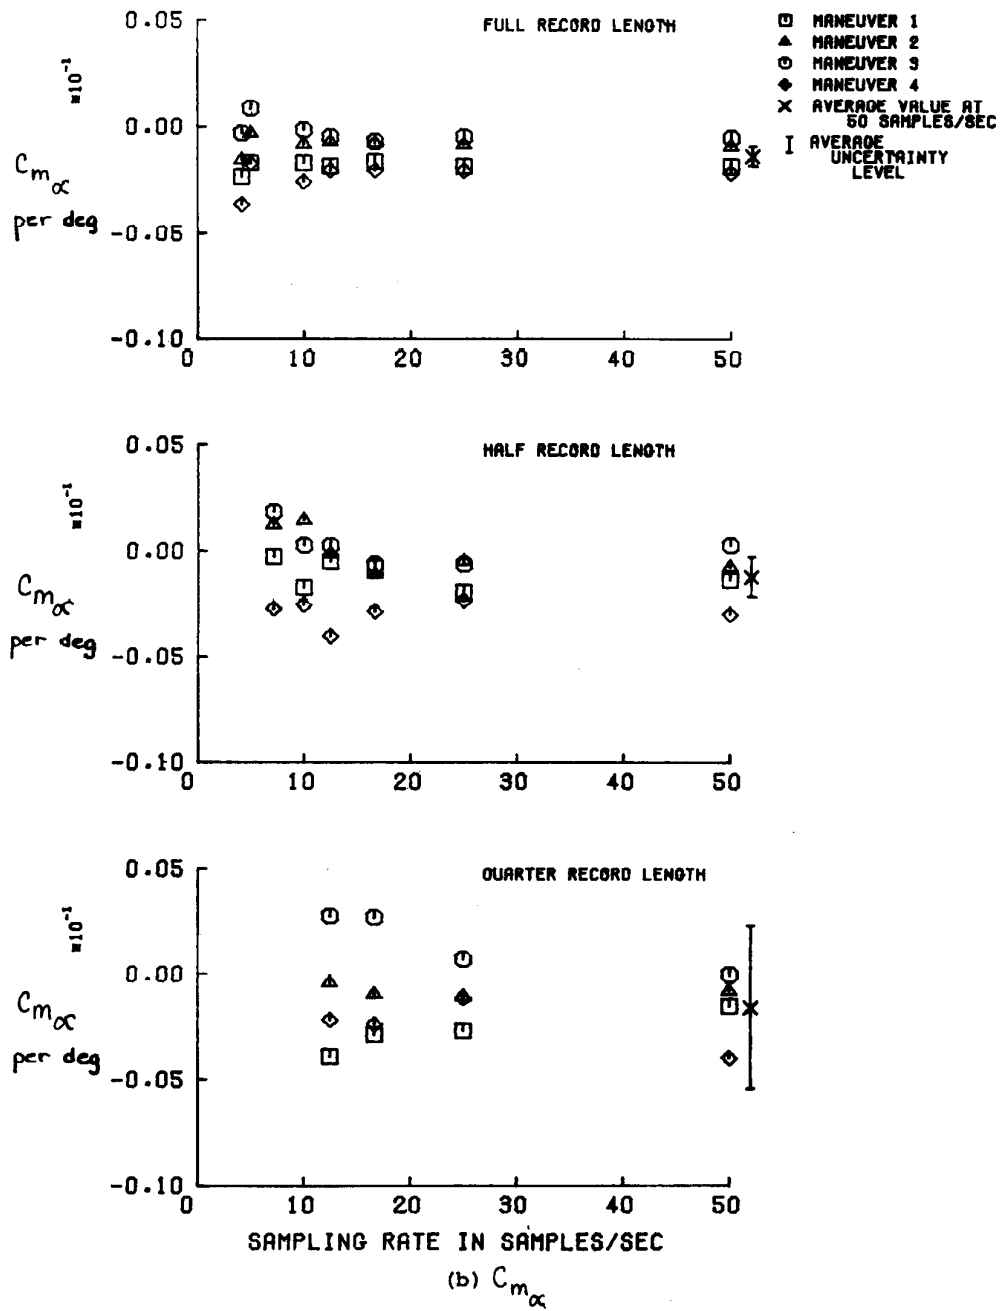 0.05
FULL RECORD LENGTH
MANEUVER 1
MANEUVER 2
MANEUVER 3
MANEUVER 4
AVERAGE VALUE AT
50 SAMPLES/SEC
AVERAGE
UNCERTAINTY
LEVEL
×10⁻¹
0.00
Cmα
per deg
-0.05
-0.10
0 10 20 30 40 50
0.05
HALF RECORD LENGTH
×10⁻¹
0.00
Cmα
per deg
-0.05
-0.10
0 10 20 30 40 50
0.05
QUARTER RECORD LENGTH
×10⁻¹
0.00
Cmα
per deg
-0.05
-0.10
0 10 20 30 40 50
SAMPLING RATE IN SAMPLES/SEC
(b) Cmα